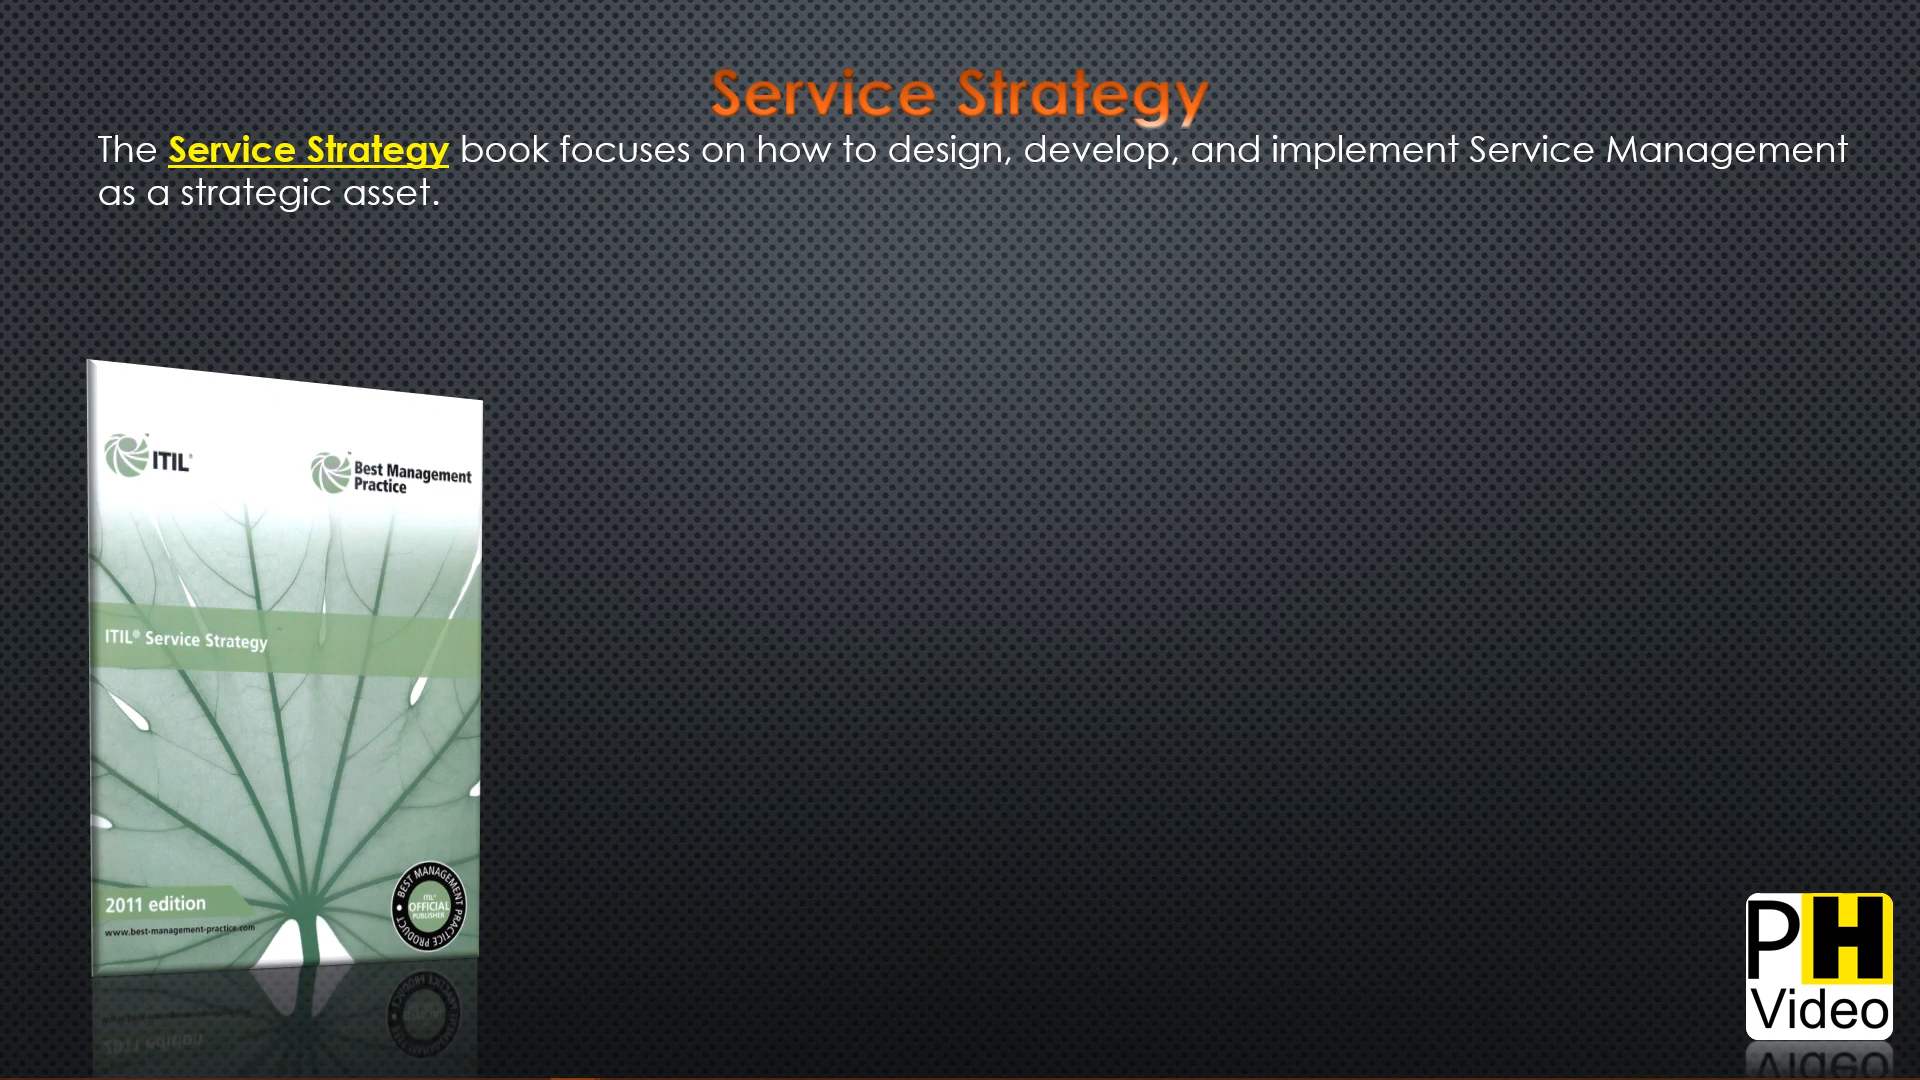 Service Strategy
The Service Strategy book focuses on how to design, develop, and implement Service Management
as a strategic asset.
ITIL®
Best Management
Practice
ITIL® Service Strategy
2011 edition
www.best-management-practice.com
BEST MANAGEMENT PRACTICE PRODUCT
ITIL®
OFFICIAL
PUBLISHER
PH
Video